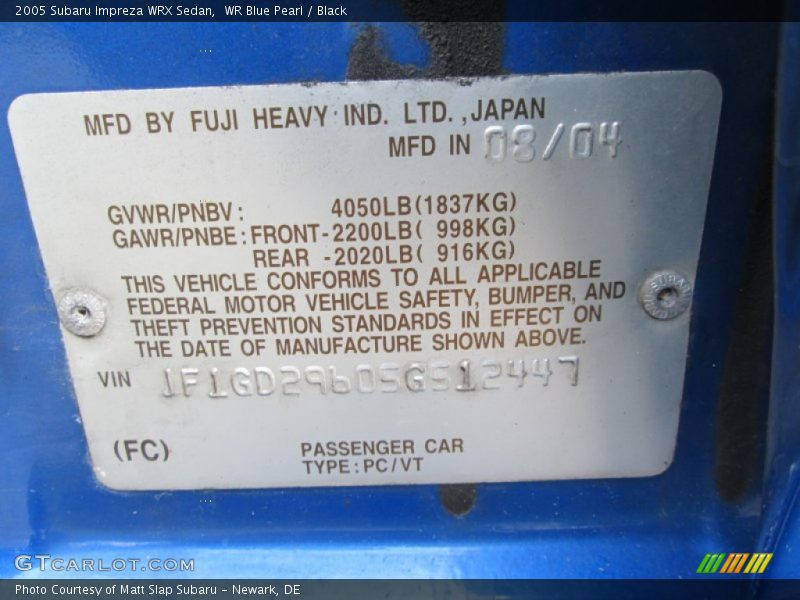 2005 Subaru Impreza WRX Sedan, WR Blue Pearl / Black
MFD BY FUJI HEAVY IND. LTD.,JAPAN
MFD IN 08/04
GVWR/PNBV: 4050LB(1837KG)
GAWR/PNBE:FRONT-2200LB( 998KG)
REAR -2020LB( 916KG)
THIS VEHICLE CONFORMS TO ALL APPLICABLE
FEDERAL MOTOR VEHICLE SAFETY, BUMPER, AND
THEFT PREVENTION STANDARDS IN EFFECT ON
THE DATE OF MANUFACTURE SHOWN ABOVE.
VIN JF1GD29605G512447
(FC) PASSENGER CAR
TYPE:PC/VT
GTCarLot.com
Photo Courtesy of Matt Slap Subaru - Newark, DE